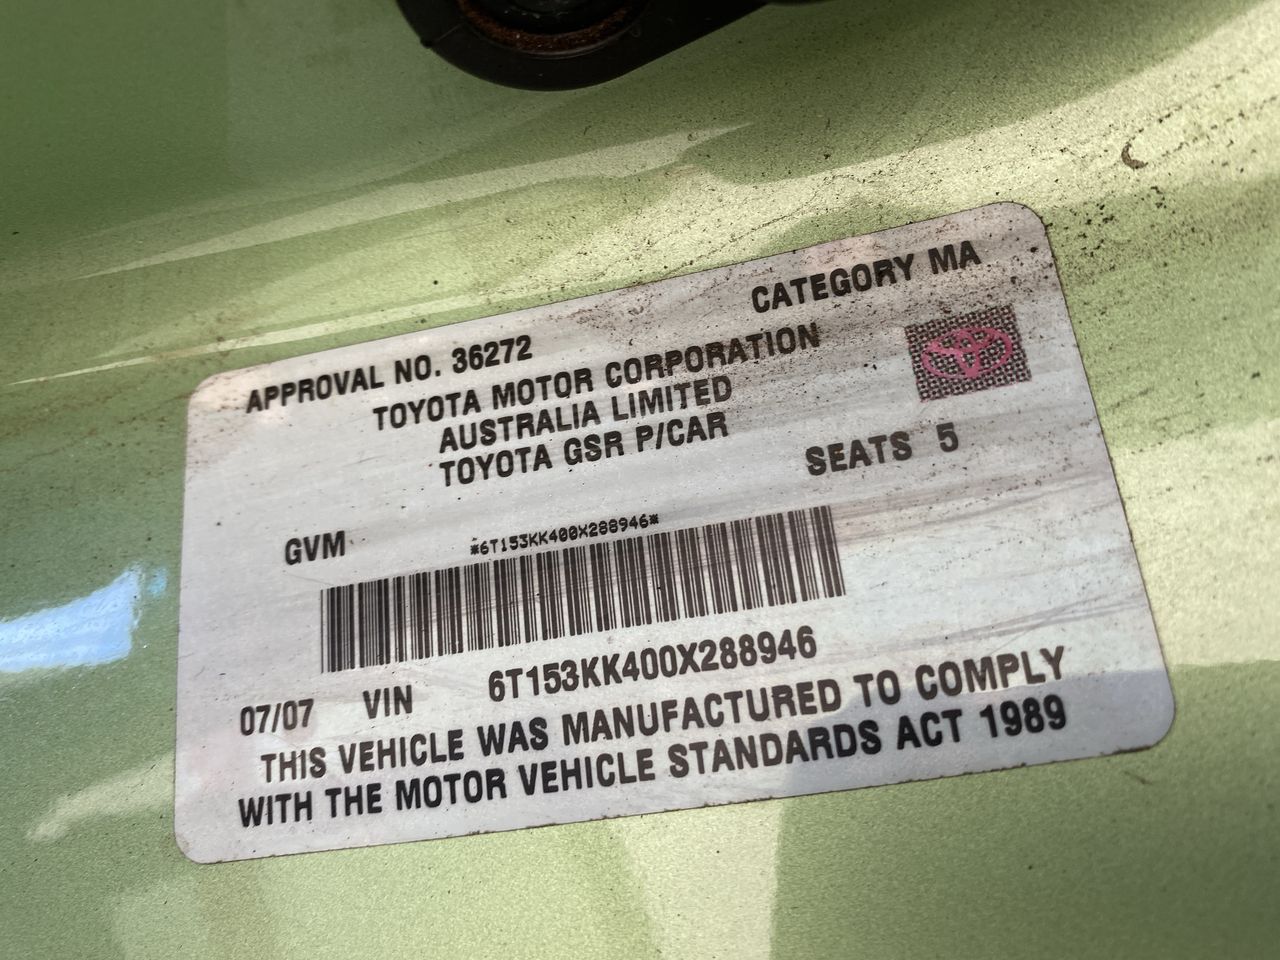 CATEGORY MA
APPROVAL NO. 36272
TOYOTA MOTOR CORPORATION
AUSTRALIA LIMITED
TOYOTA GSR P/CAR
SEATS 5
GVM
*6T153KK400X288946*
07/07 VIN 6T153KK400X288946
THIS VEHICLE WAS MANUFACTURED TO COMPLY
WITH THE MOTOR VEHICLE STANDARDS ACT 1989